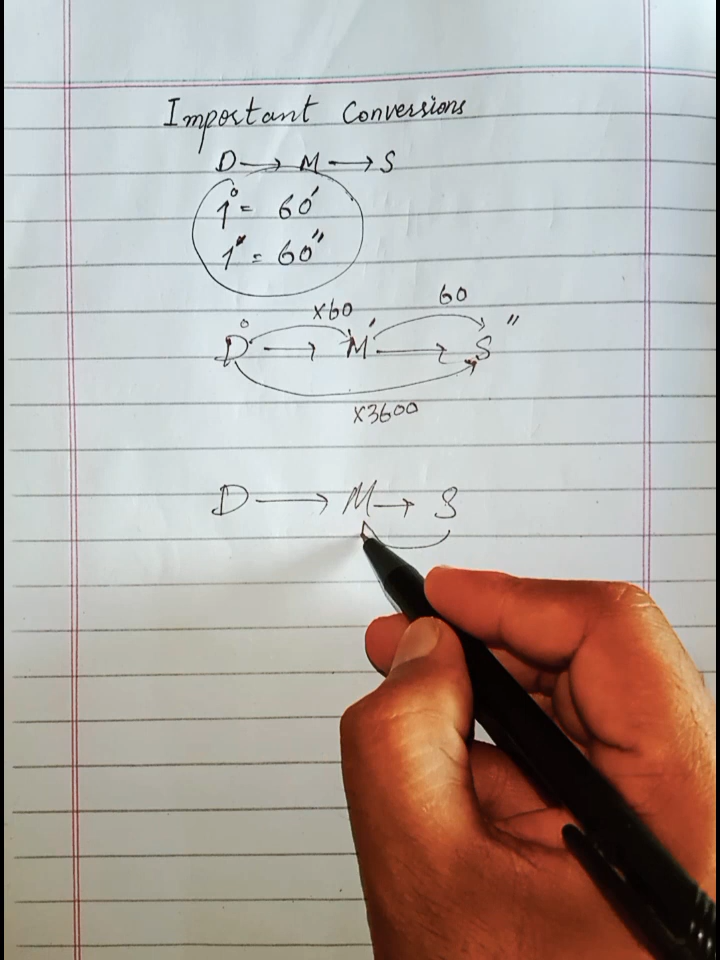 Important Conversions
D → M → S
1° = 60′
1′ = 60″
×60 60
D° → M′ → S″
×3600
D → M → S